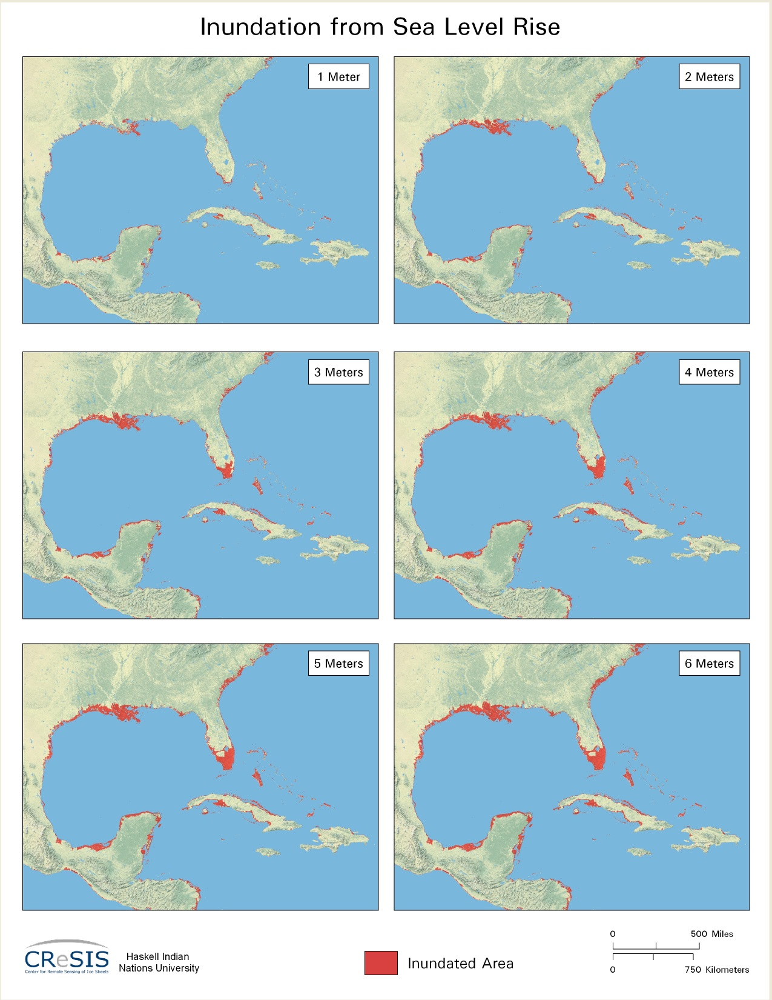 Inundation from Sea Level Rise
1 Meter
2 Meters
3 Meters
4 Meters
5 Meters
6 Meters
CReSIS
Center for Remote Sensing of Ice Sheets
Haskell Indian
Nations University
Inundated Area
0 500 Miles
0 750 Kilometers